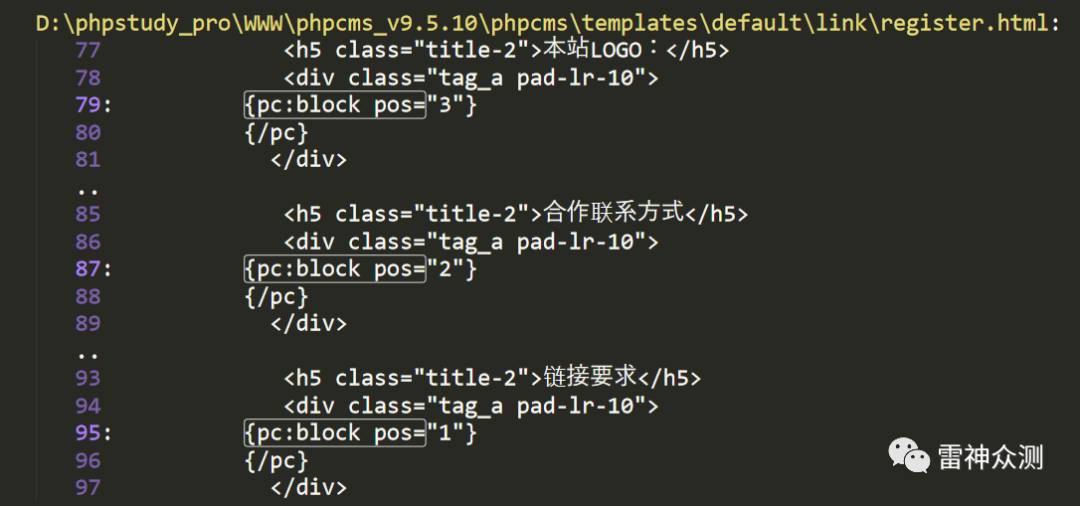 D:\phpstudy_pro\WWW\phpcms_v9.5.10\phpcms\templates\default\link\register.html:
77 <h5 class="title-2">本站LOGO：</h5>
78 <div class="tag_a pad-lr-10">
79: {pc:block pos="3"}
80 {/pc}
81 </div>
..
85 <h5 class="title-2">合作联系方式</h5>
86 <div class="tag_a pad-lr-10">
87: {pc:block pos="2"}
88 {/pc}
89 </div>
..
93 <h5 class="title-2">链接要求</h5>
94 <div class="tag_a pad-lr-10">
95: {pc:block pos="1"}
96 {/pc}
97 </div>
雷神众测